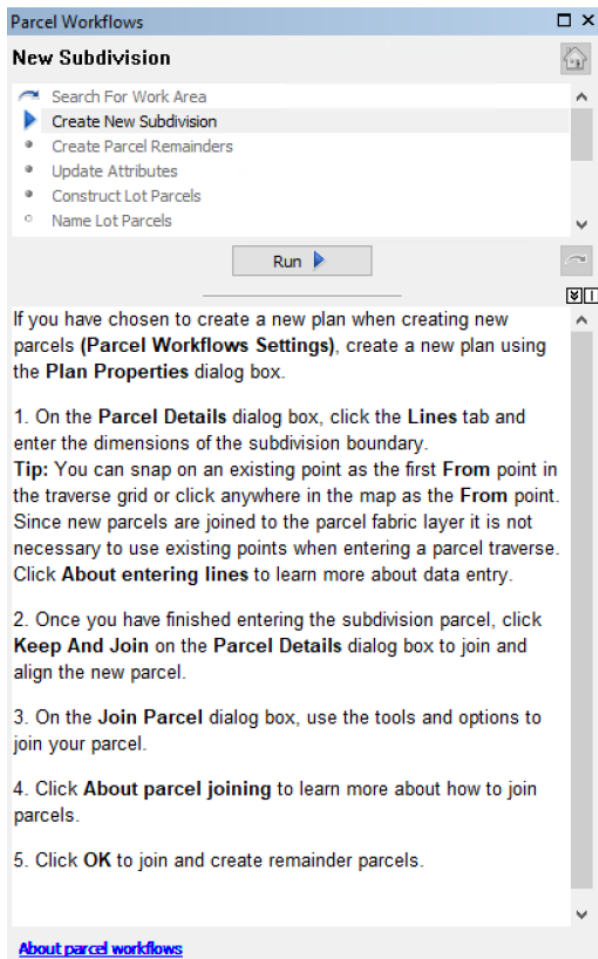 Parcel Workflows
New Subdivision
Search For Work Area
Create New Subdivision
Create Parcel Remainders
Update Attributes
Construct Lot Parcels
Name Lot Parcels
Run
If you have chosen to create a new plan when creating new
parcels (Parcel Workflows Settings), create a new plan using
the Plan Properties dialog box.
1. On the Parcel Details dialog box, click the Lines tab and
enter the dimensions of the subdivision boundary.
Tip: You can snap on an existing point as the first From point in
the traverse grid or click anywhere in the map as the From point.
Since new parcels are joined to the parcel fabric layer it is not
necessary to use existing points when entering a parcel traverse.
Click About entering lines to learn more about data entry.
2. Once you have finished entering the subdivision parcel, click
Keep And Join on the Parcel Details dialog box to join and
align the new parcel.
3. On the Join Parcel dialog box, use the tools and options to
join your parcel.
4. Click About parcel joining to learn more about how to join
parcels.
5. Click OK to join and create remainder parcels.
About parcel workflows